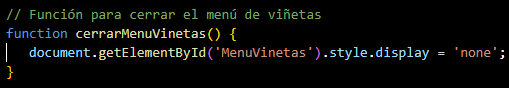 // Función para cerrar el menú de viñetas
function cerrarMenuVinetas() {
document.getElementById('MenuVinetas').style.display = 'none';
}